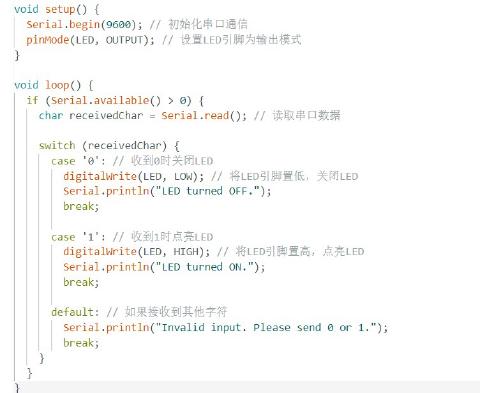 void setup() {
  Serial.begin(9600); // 初始化串口通信
  pinMode(LED, OUTPUT); // 设置LED引脚为输出模式
}
void loop() {
  if (Serial.available() > 0) {
    char receivedChar = Serial.read(); // 读取串口数据
    switch (receivedChar) {
      case '0': // 收到0时关闭LED
        digitalWrite(LED, LOW); // 将LED引脚置低，关闭LED
        Serial.println("LED turned OFF.");
        break;
      case '1': // 收到1时点亮LED
        digitalWrite(LED, HIGH); // 将LED引脚置高，点亮LED
        Serial.println("LED turned ON.");
        break;
      default: // 如果接收到其他字符
        Serial.println("Invalid input. Please send 0 or 1.");
        break;
    }
  }
}